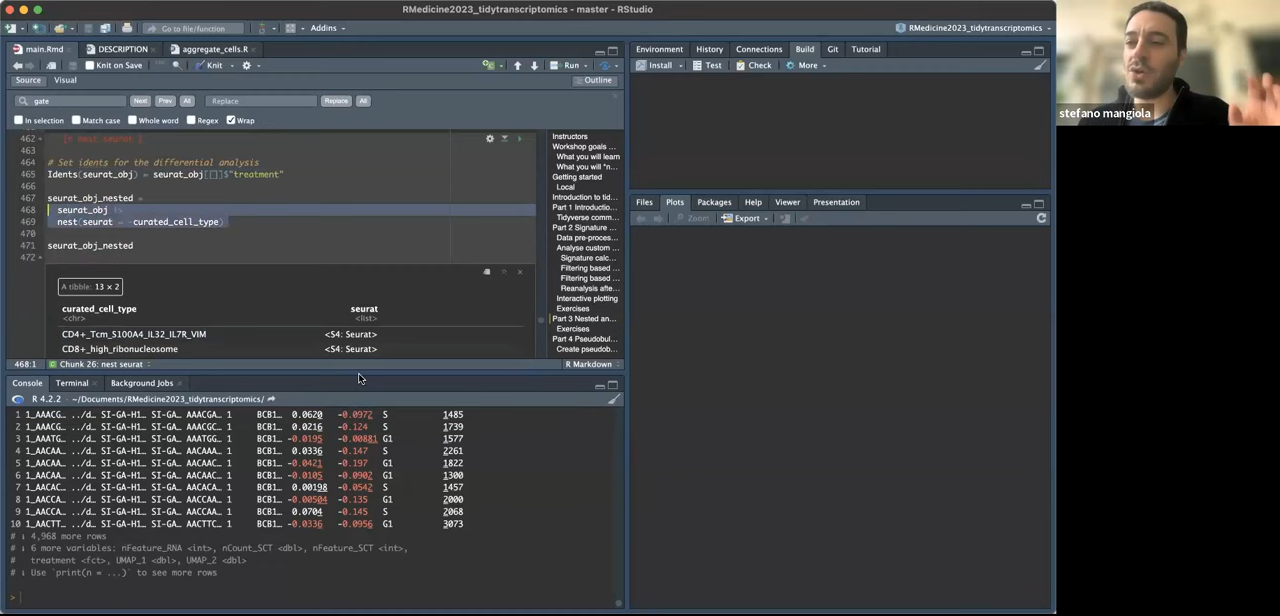 RMedicine2023_tidytranscriptomics - master - RStudio
Go to file/function
Addins
RMedicine2023_tidytranscriptomics
main.Rmd
DESCRIPTION
aggregate_cells.R
Knit on Save
Knit
Run
Source
Visual
Outline
gate
Next
Prev
All
Replace
Replace
All
In selection
Match case
Whole word
Regex
Wrap
462
{r nest seurat }
464
# Set idents for the differential analysis
465
Idents(seurat_obj) = seurat_obj[[]]$"treatment"
466
467
seurat_obj_nested =
468
seurat_obj |>
469
nest(seurat = -curated_cell_type)
470
471
seurat_obj_nested
472
A tibble: 13 × 2
curated_cell_type
<chr>
seurat
<list>
CD4+_Tcm_S100A4_IL32_IL7R_VIM
<S4: Seurat>
CD8+_high_ribonucleosome
<S4: Seurat>
468:1
Chunk 26: nest seurat
R Markdown
Instructors
Workshop goals ...
What you will learn
What you will *n...
Getting started
Local
Introduction to tid...
Part 1 Introductio...
Tidyverse comm...
Part 2 Signature ...
Data pre-proces...
Analyse custom ...
Signature calc...
Filtering based ...
Filtering based ...
Reanalysis afte...
Interactive plotting
Exercises
Part 3 Nested an...
Exercises
Part 4 Pseudobul...
Create pseudob...
Console
Terminal
Background Jobs
R 4.2.2 · ~/Documents/RMedicine2023_tidytranscriptomics/
1 1_AAACG… ../d… SI-GA-H1… SI-GA… AAACGA… 1 BCB1… 0.0620 -0.0972 S 1485
2 1_AAACG… ../d… SI-GA-H1… SI-GA… AAACGC… 1 BCB1… 0.0216 -0.124 S 1739
3 1_AAATG… ../d… SI-GA-H1… SI-GA… AAATGG… 1 BCB1… -0.0195 -0.00881 G1 1577
4 1_AACAA… ../d… SI-GA-H1… SI-GA… AACAAA… 1 BCB1… 0.0336 -0.147 S 2261
5 1_AACAA… ../d… SI-GA-H1… SI-GA… AACAAG… 1 BCB1… -0.0421 -0.197 G1 1822
6 1_AACAA… ../d… SI-GA-H1… SI-GA… AACAAG… 1 BCB1… -0.0105 -0.0902 G1 1300
7 1_AACAC… ../d… SI-GA-H1… SI-GA… AACACA… 1 BCB1… 0.00198 -0.0542 S 1457
8 1_AACCA… ../d… SI-GA-H1… SI-GA… AACCAA… 1 BCB1… -0.00504 -0.135 G1 2000
9 1_AACCA… ../d… SI-GA-H1… SI-GA… AACCAC… 1 BCB1… 0.0704 -0.145 S 2068
10 1_AACTT… ../d… SI-GA-H1… SI-GA… AACTTC… 1 BCB1… -0.0336 -0.0956 G1 3073
# ℹ 4,968 more rows
# ℹ 6 more variables: nFeature_RNA <int>, nCount_SCT <dbl>, nFeature_SCT <int>,
# treatment <fct>, UMAP_1 <dbl>, UMAP_2 <dbl>
# ℹ Use `print(n = ...)` to see more rows
>
Environment
History
Connections
Build
Git
Tutorial
Install
Test
Check
More
Files
Plots
Packages
Help
Viewer
Presentation
Zoom
Export
stefano mangiola